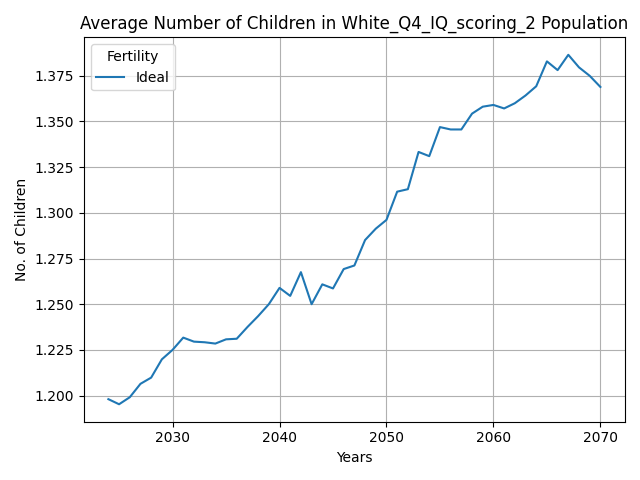 Average Number of Children in White_Q4_IQ_scoring_2 Population
Fertility
Ideal
1.375
1.350
1.325
1.300
1.275
1.250
1.225
1.200
No. of Children
2030 2040 2050 2060 2070
Years